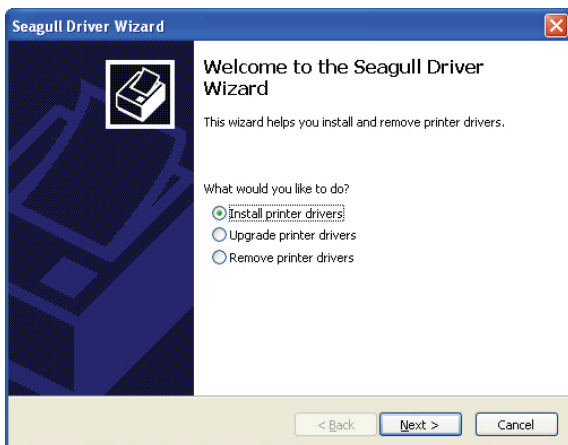 Seagull Driver Wizard
Welcome to the Seagull Driver
Wizard
This wizard helps you install and remove printer drivers.
What would you like to do?
Install printer drivers
Upgrade printer drivers
Remove printer drivers
< Back
Next >
Cancel